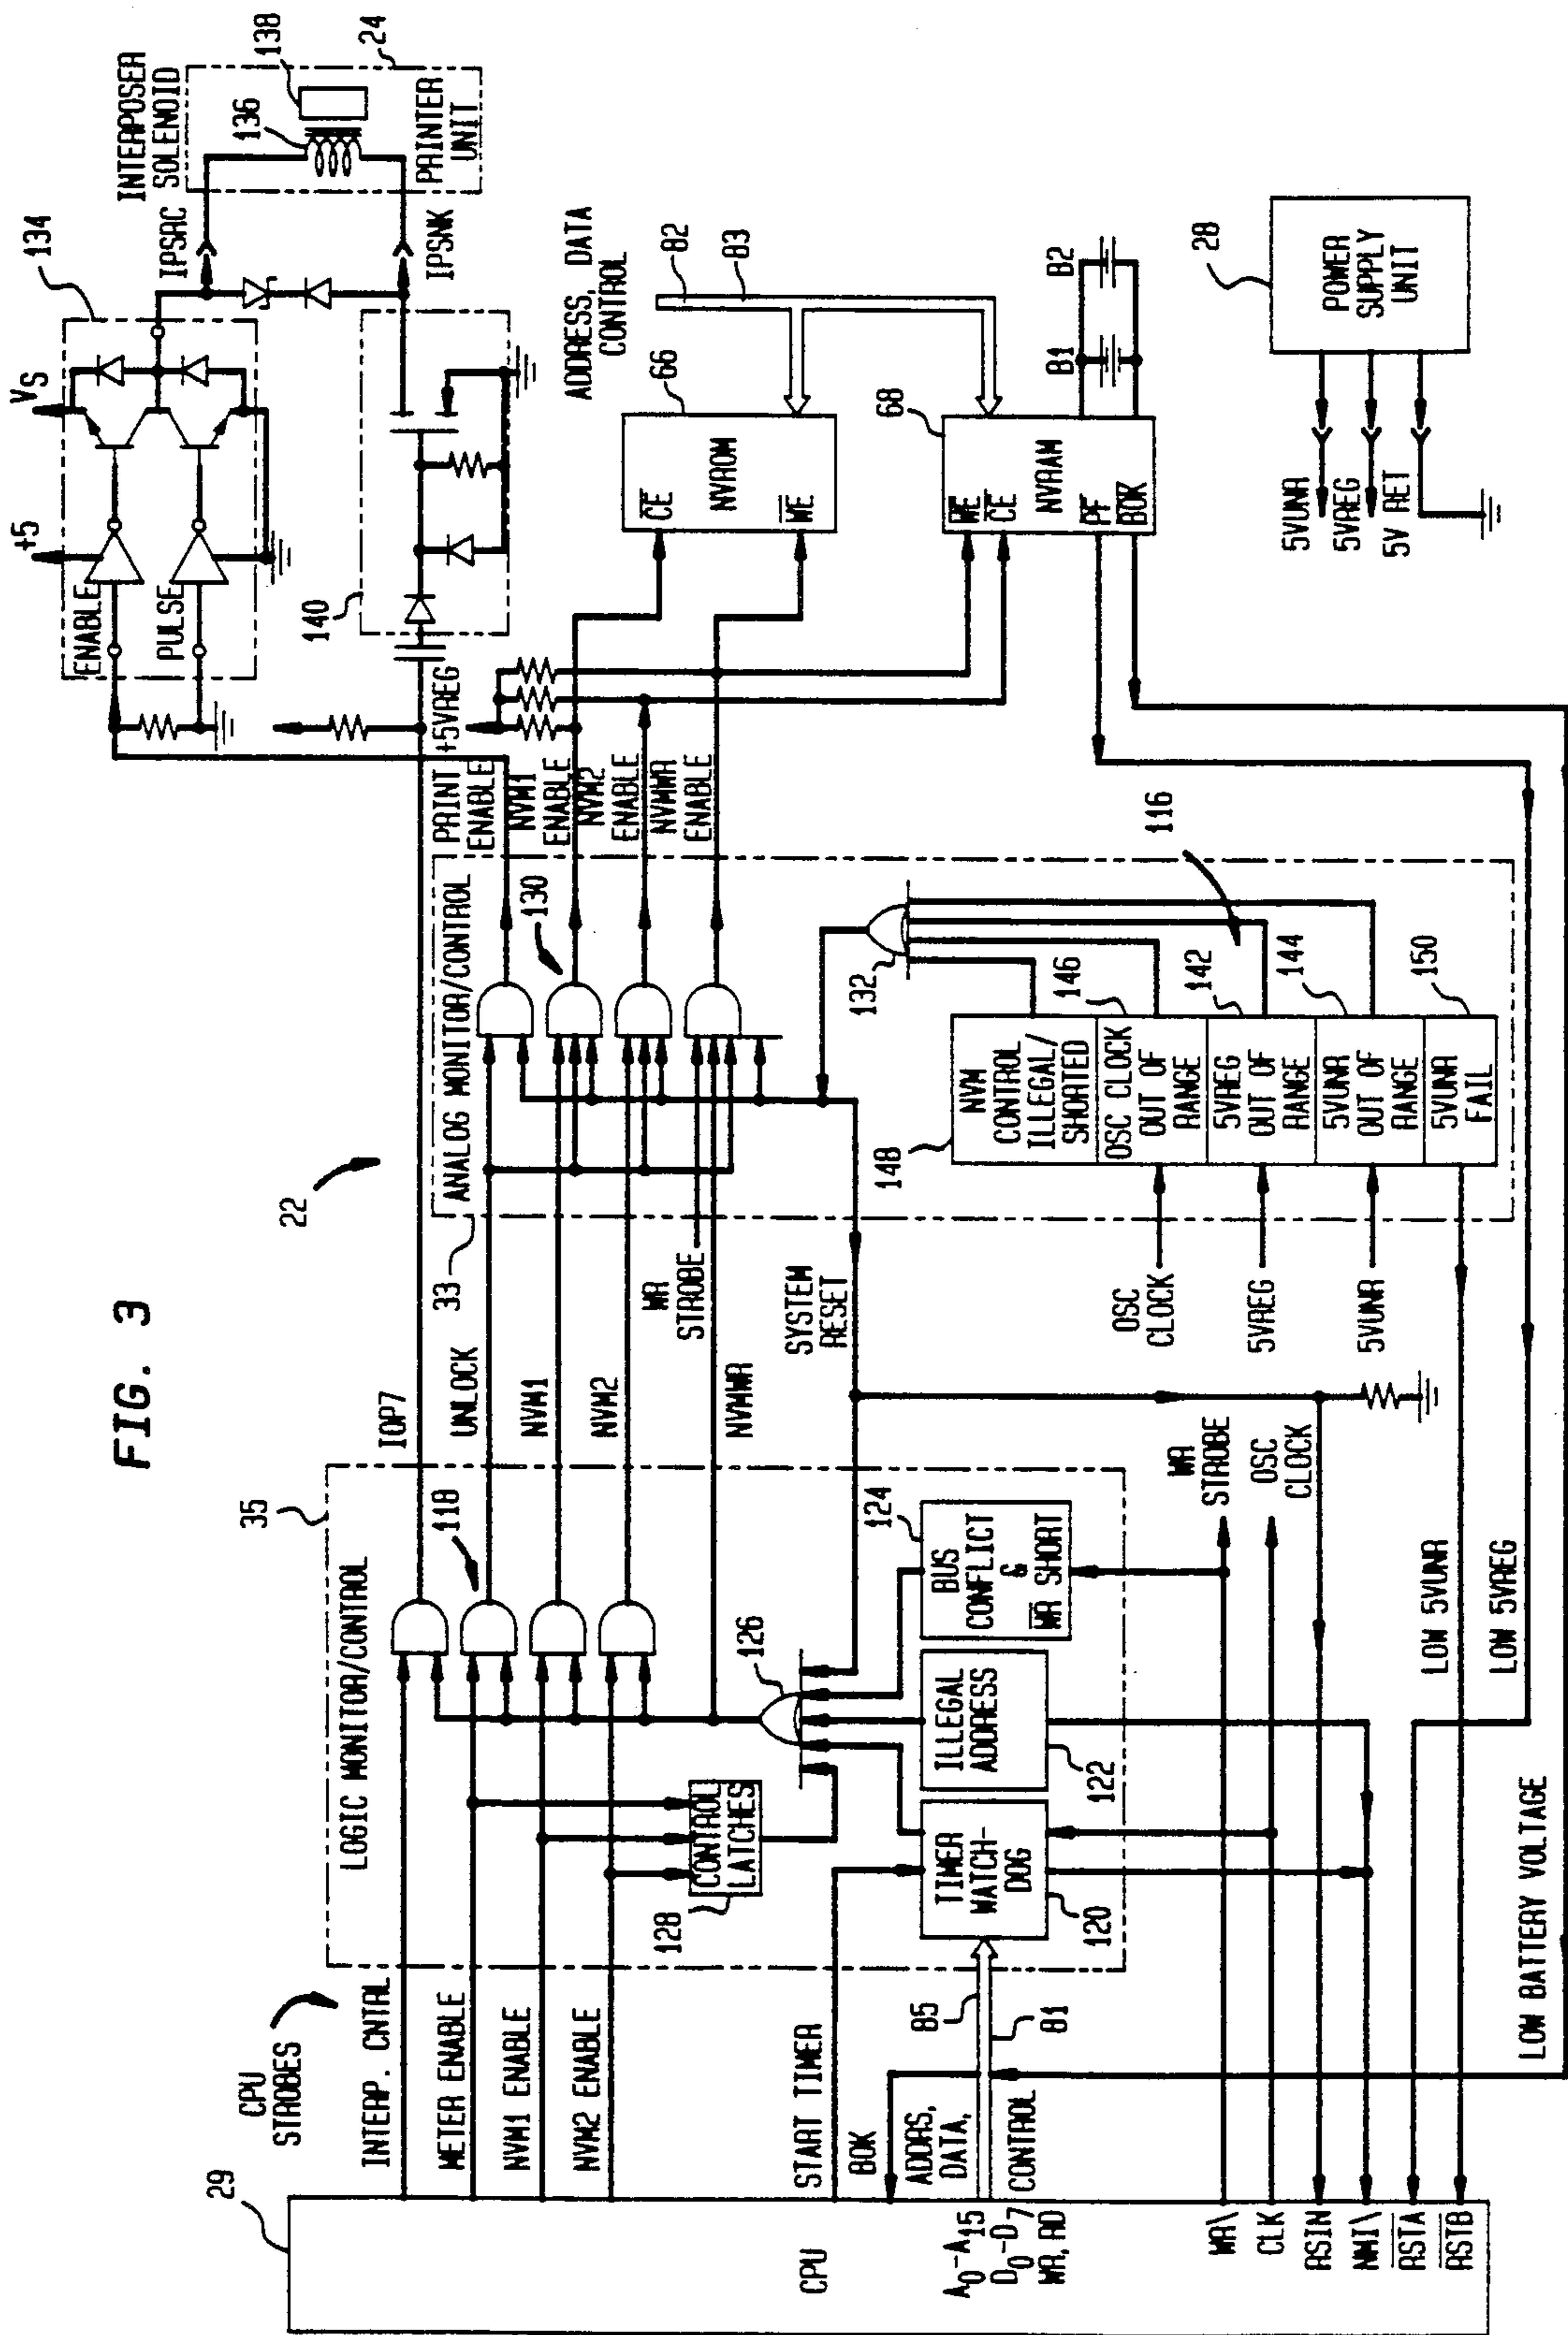 FIG. 3
22
CPU
STROBES
29
CPU
INTERP. CNTRL
METER ENABLE
NVM1 ENABLE
NVM2 ENABLE
START TIMER
BOK
ADDRS,
DATA,
CONTROL
A0-A15
D0-D7
WR, RD
85
81
WR\
CLK
RSIN
NMI\
RSTA
RSTB
35
LOGIC MONITOR/CONTROL
118
CONTROL
LATCHES
128
126
TIMER
WATCH-
DOG
120
ILLEGAL
ADDRESS
122
BUS
CONFLICT
&
WR SHORT
124
WR
STROBE
OSC
CLOCK
IOP7
UNLOCK
NVM1
NVM2
NVMWR
WR
STROBE
SYSTEM
RESET
OSC
CLOCK
5VREG
5VUNR
LOW 5VUNR
LOW 5VREG
LOW BATTERY VOLTAGE
33
ANALOG MONITOR/CONTROL
130
132
116
148
NVM
CONTROL
ILLEGAL/
SHORTED
146
OSC CLOCK
OUT OF
RANGE
142
5VREG
OUT OF
RANGE
144
5VUNR
OUT OF
RANGE
150
5VUNR
FAIL
PRINT
ENABLE
NVM1
ENABLE
NVM2
ENABLE
NVMWR
ENABLE
+5VREG
134
+5
VS
ENABLE
PULSE
140
IPSRC
IPSNK
INTERPOSER
SOLENOID
136
138
24
PRINTER
UNIT
ADDRESS, DATA
CONTROL
82
83
66
CE
NVROM
WE
68
WE
CE
NVRAM
PF
BOK
B1
B2
28
POWER
SUPPLY
UNIT
5VUNR
5VREG
5V RET